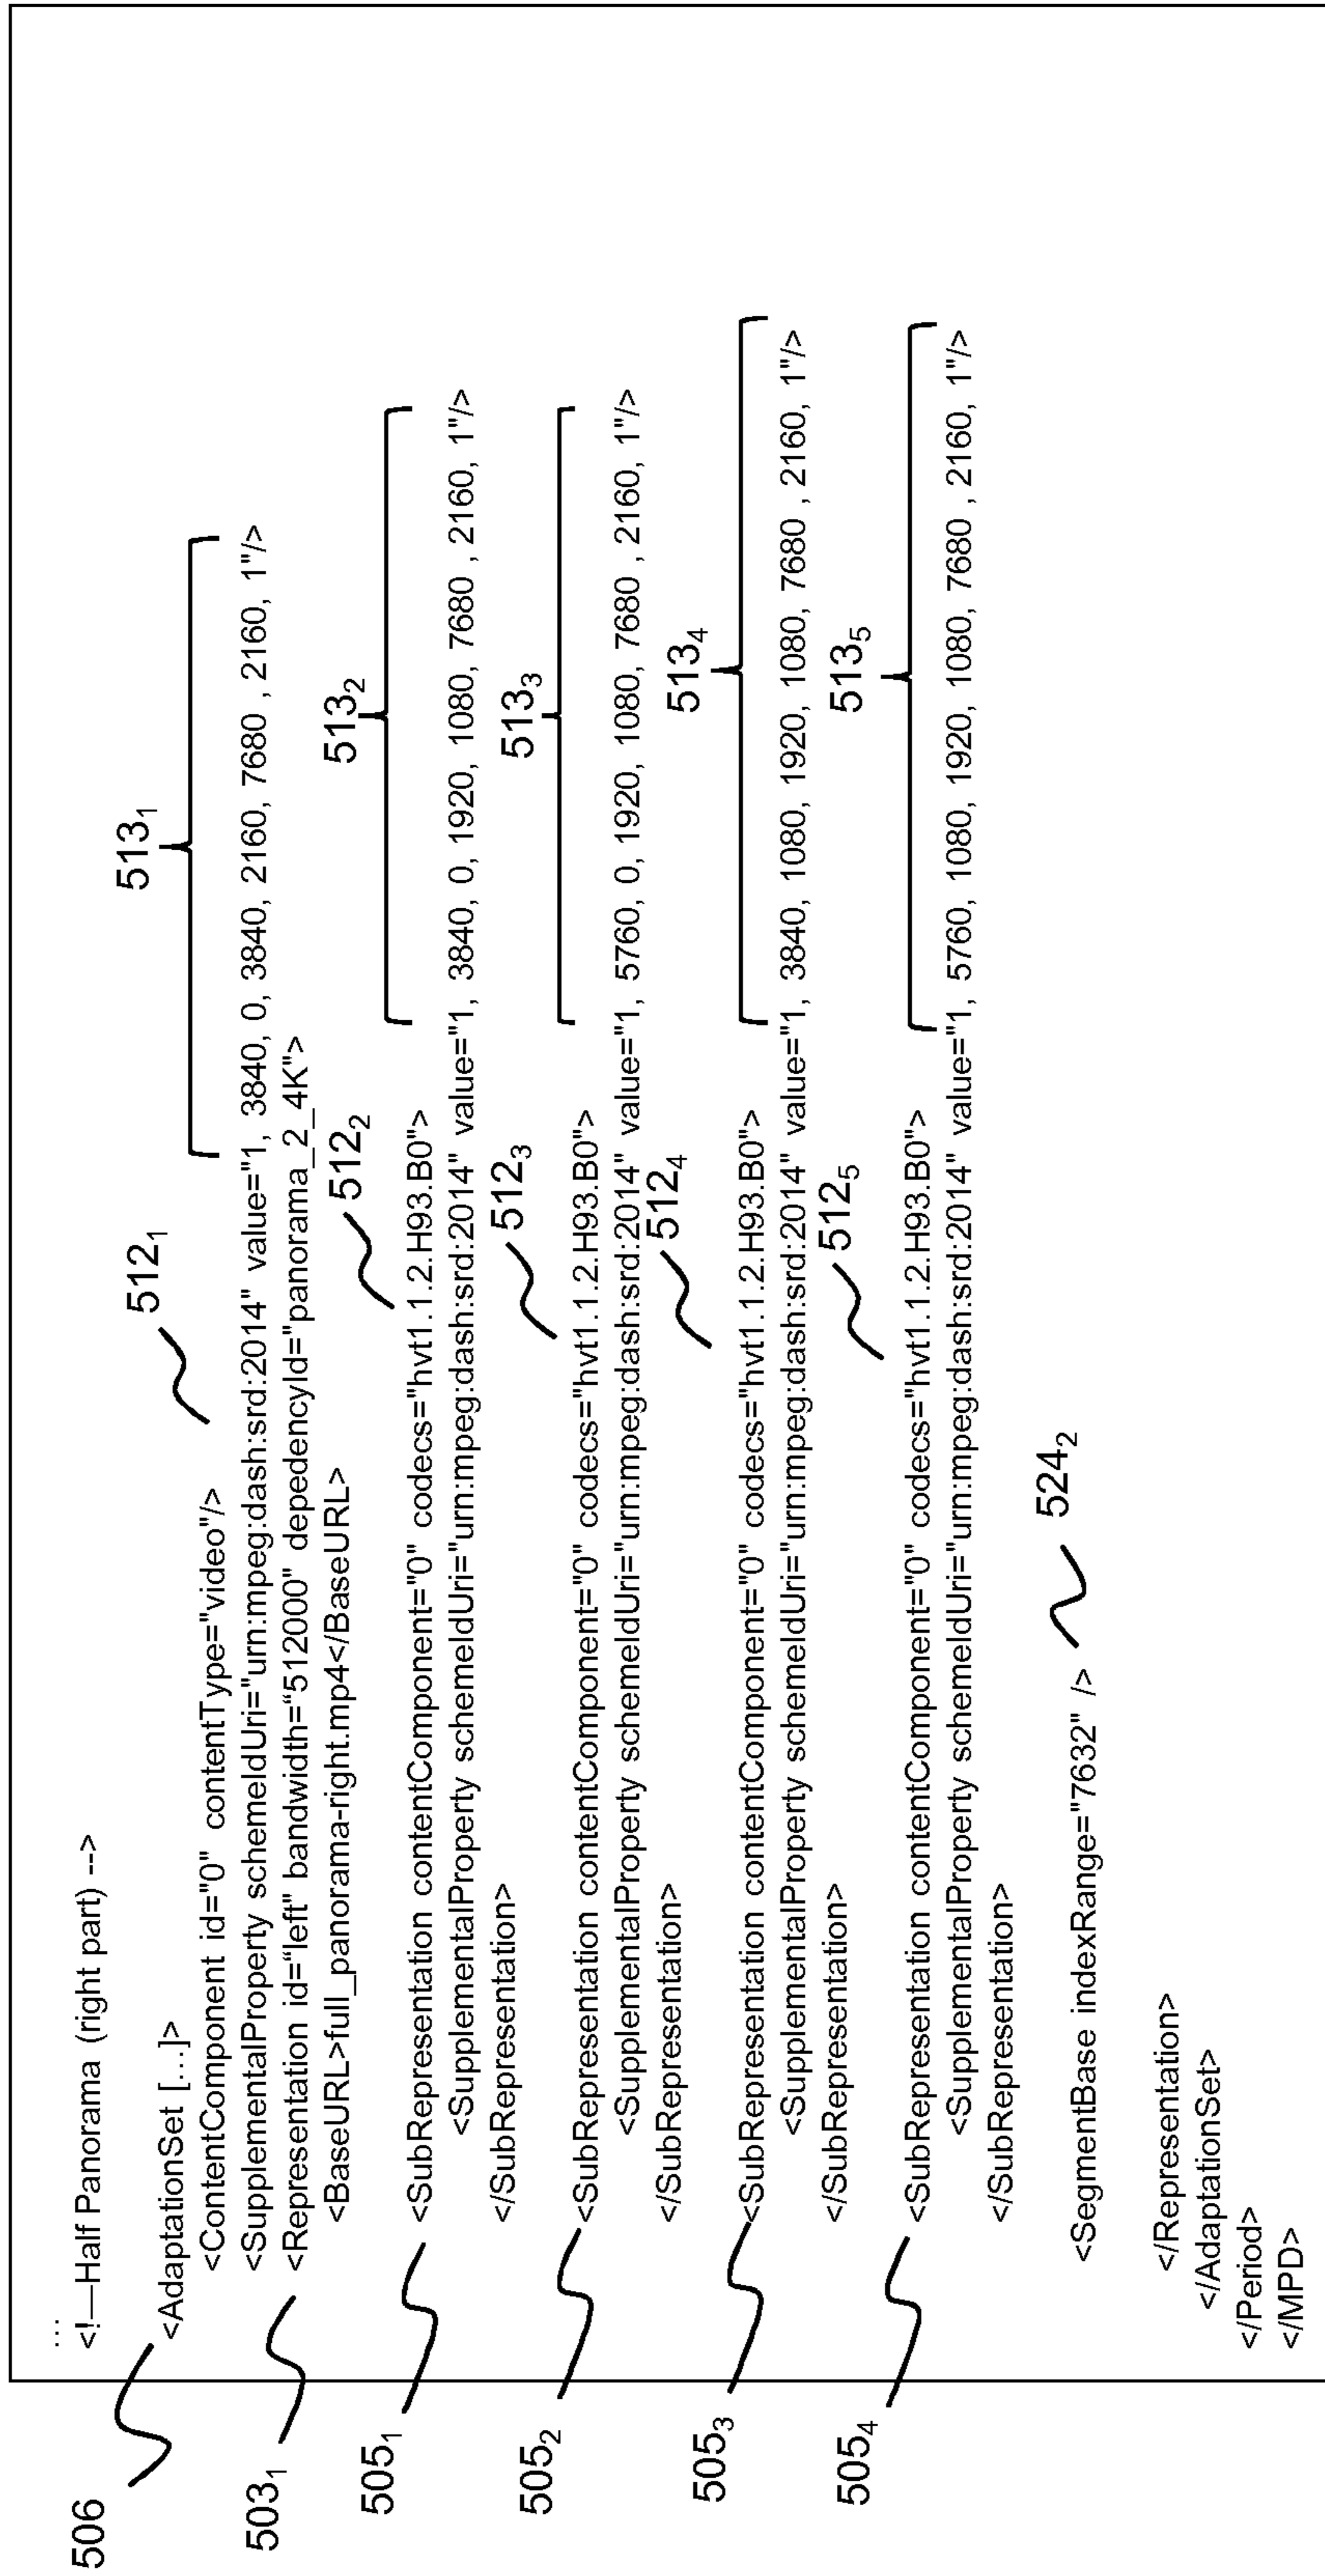 ...
<!—Half Panorama (right part) -->
506
<AdaptationSet [...]>
<ContentComponent id="0" contentType="video"/>
512₁
513₁
<SupplementalProperty schemeIdUri="urn:mpeg:dash:srd:2014" value="1, 3840, 0, 3840, 2160, 7680 , 2160, 1"/>
503₁
<Representation id=“left" bandwidth=“512000" depedencyId="panorama_2_4K">
<BaseURL>full_panorama-right.mp4</BaseURL>
512₂
513₂
505₁
<SubRepresentation contentComponent="0" codecs="hvt1.1.2.H93.B0">
<SupplementalProperty schemeIdUri="urn:mpeg:dash:srd:2014" value="1, 3840, 0, 1920, 1080, 7680 , 2160, 1"/>
</SubRepresentation>
512₃
513₃
505₂
<SubRepresentation contentComponent="0" codecs="hvt1.1.2.H93.B0">
<SupplementalProperty schemeIdUri="urn:mpeg:dash:srd:2014" value="1, 5760, 0, 1920, 1080, 7680 , 2160, 1"/>
</SubRepresentation>
512₄
513₄
505₃
<SubRepresentation contentComponent="0" codecs="hvt1.1.2.H93.B0">
<SupplementalProperty schemeIdUri="urn:mpeg:dash:srd:2014" value="1, 3840, 1080, 1920, 1080, 7680 , 2160, 1"/>
</SubRepresentation>
512₅
513₅
505₄
<SubRepresentation contentComponent="0" codecs="hvt1.1.2.H93.B0">
<SupplementalProperty schemeIdUri="urn:mpeg:dash:srd:2014" value="1, 5760, 1080, 1920, 1080, 7680 , 2160, 1"/>
</SubRepresentation>
<SegmentBase indexRange="7632" />
524₂
</Representation>
</AdaptationSet>
</Period>
</MPD>